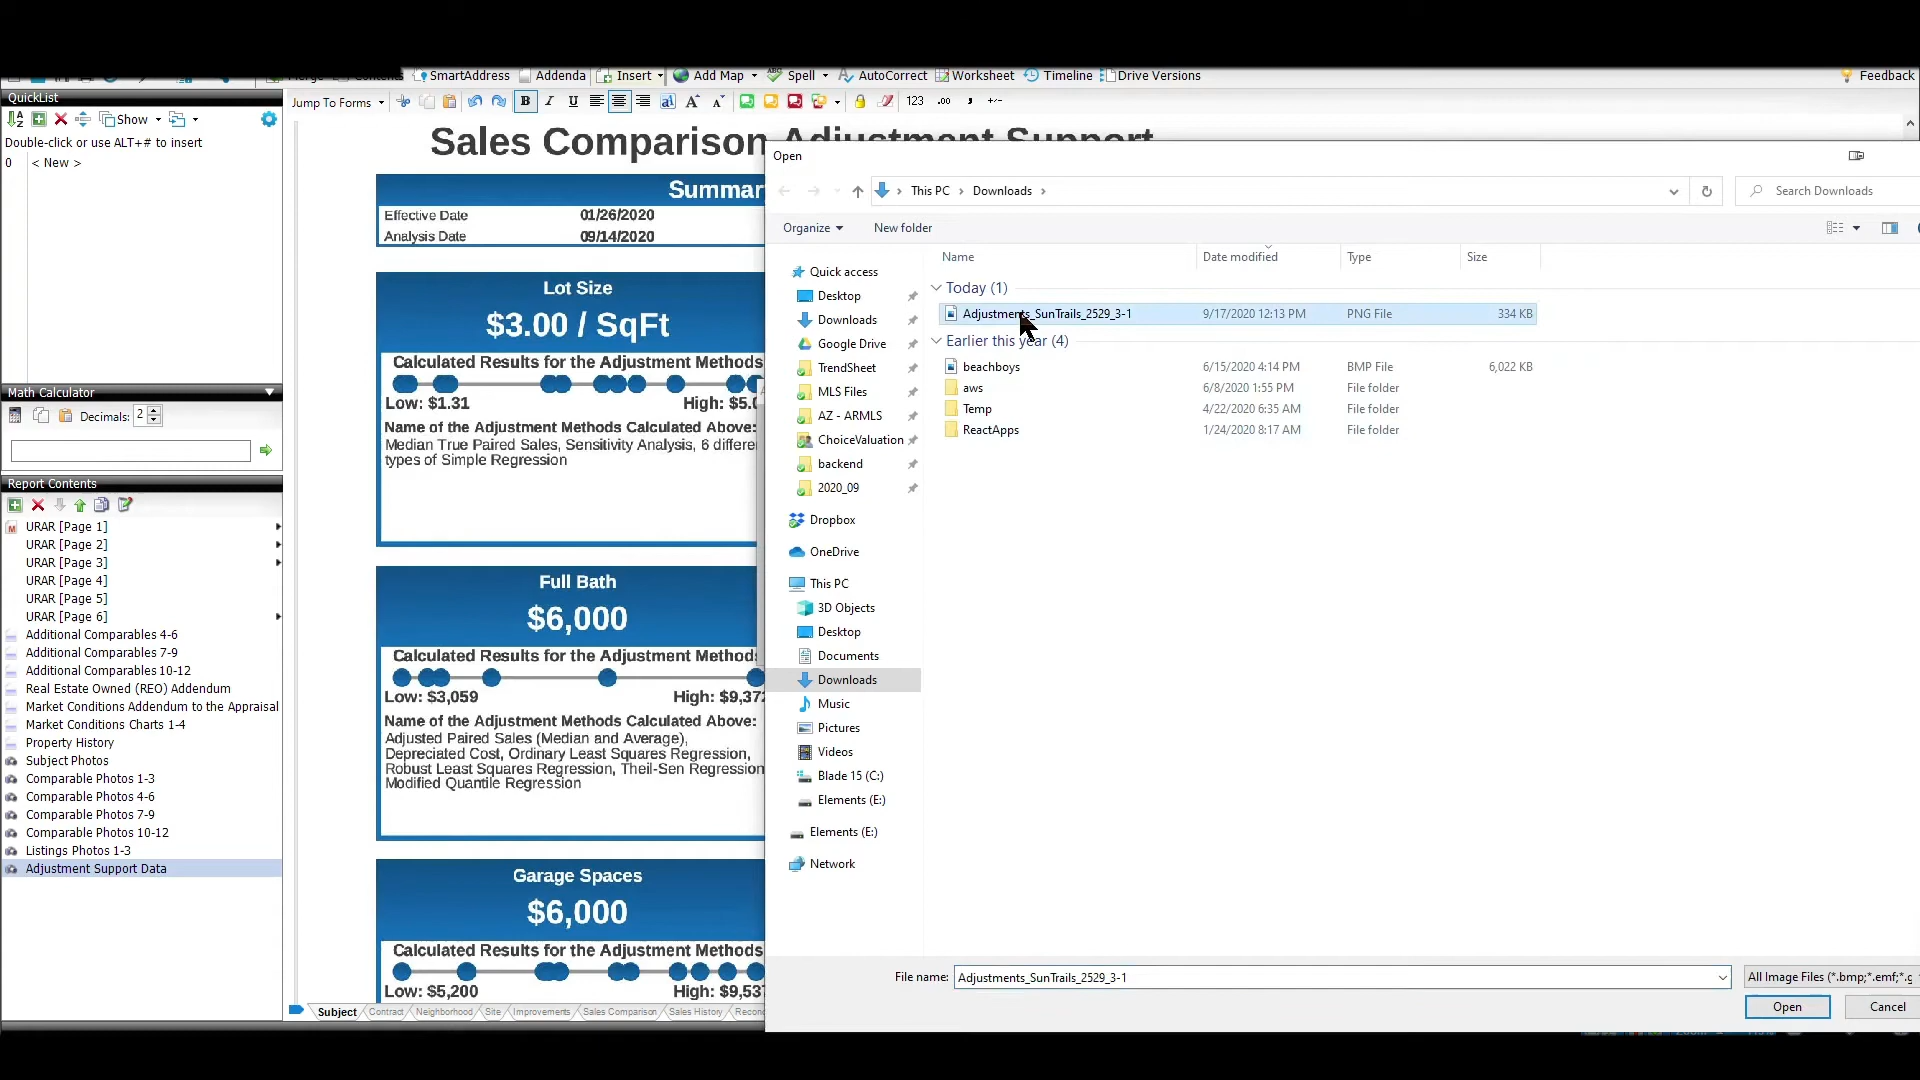 SmartAddress Addenda Insert Add Map Spell AutoCorrect Worksheet Timeline Drive Versions Feedback
QuickList
Jump To Forms B I U 123 .00
Show
Double-click or use ALT+# to insert
0 < New >
Math Calculator
Decimals: 2
Report Contents
URAR [Page 1]
URAR [Page 2]
URAR [Page 3]
URAR [Page 4]
URAR [Page 5]
URAR [Page 6]
Additional Comparables 4-6
Additional Comparables 7-9
Additional Comparables 10-12
Real Estate Owned (REO) Addendum
Market Conditions Addendum to the Appraisal
Market Conditions Charts 1-4
Property History
Subject Photos
Comparable Photos 1-3
Comparable Photos 4-6
Comparable Photos 7-9
Comparable Photos 10-12
Listings Photos 1-3
Adjustment Support Data
Sales Comparison Adjustment Support
Summary
Effective Date 01/26/2020
Analysis Date 09/14/2020
Lot Size
$3.00 / SqFt
Calculated Results for the Adjustment Methods
Low: $1.31 High: $5.0
Name of the Adjustment Methods Calculated Above:
Median True Paired Sales, Sensitivity Analysis, 6 differen
types of Simple Regression
Full Bath
$6,000
Calculated Results for the Adjustment Methods
Low: $3,059 High: $9,372
Name of the Adjustment Methods Calculated Above:
Adjusted Paired Sales (Median and Average),
Depreciated Cost, Ordinary Least Squares Regression,
Robust Least Squares Regression, Theil-Sen Regression
Modified Quantile Regression
Garage Spaces
$6,000
Calculated Results for the Adjustment Methods
Low: $5,200 High: $9,537
Subject Contract Neighborhood Site Improvements Sales Comparison Sales History Recon
Open
This PC Downloads
Search Downloads
Organize New folder
Name Date modified Type Size
Today (1)
Adjustments_SunTrails_2529_3-1 9/17/2020 12:13 PM PNG File 334 KB
Earlier this year (4)
beachboys 6/15/2020 4:14 PM BMP File 6,022 KB
aws 6/8/2020 1:55 PM File folder
Temp 4/22/2020 6:35 AM File folder
ReactApps 1/24/2020 8:17 AM File folder
Quick access
Desktop
Downloads
Google Drive
TrendSheet
MLS Files
AZ - ARMLS
ChoiceValuation
backend
2020_09
Dropbox
OneDrive
This PC
3D Objects
Desktop
Documents
Downloads
Music
Pictures
Videos
Blade 15 (C:)
Elements (E:)
Elements (E:)
Network
File name: Adjustments_SunTrails_2529_3-1 All Image Files (*.bmp;*.emf;*.g
Open Cancel